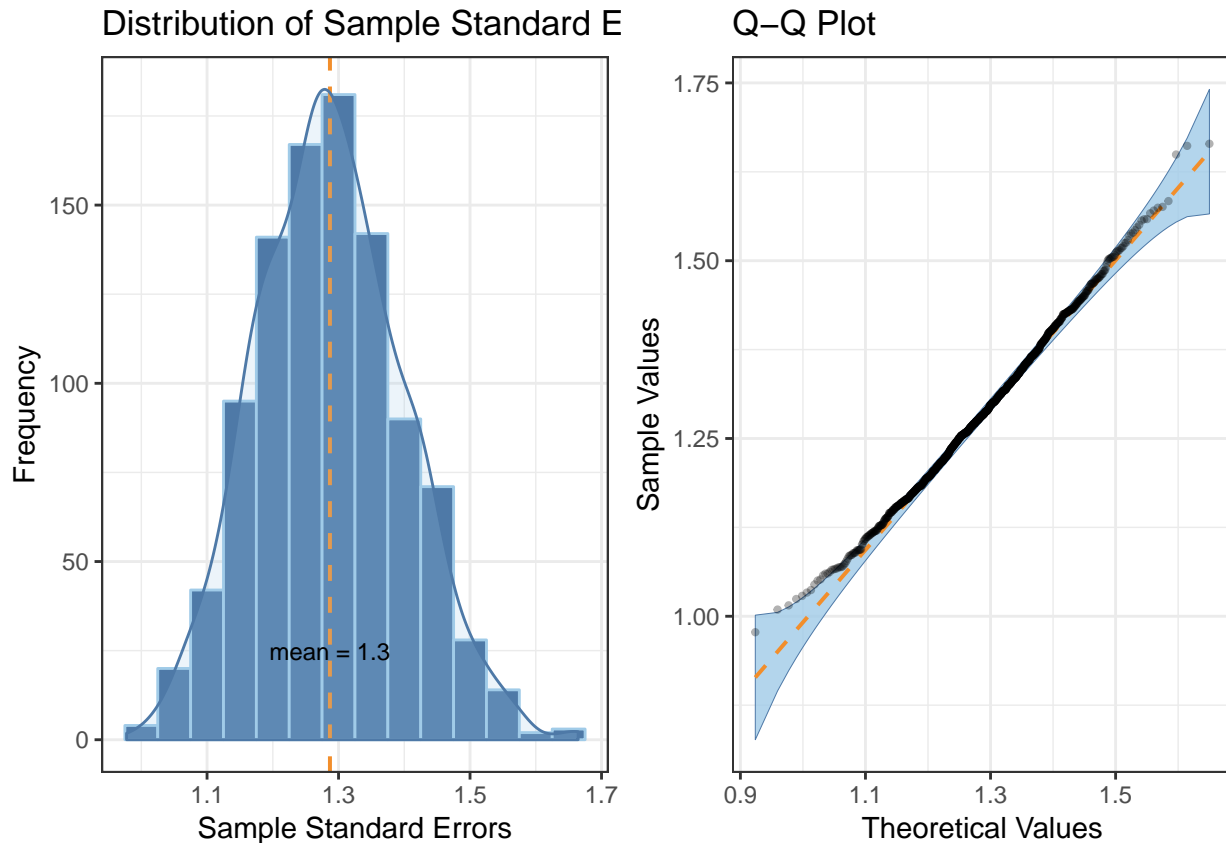 Distribution of Sample Standard E
Frequency
150
100
50
0
mean = 1.3
1.1 1.3 1.5 1.7
Sample Standard Errors
Q−Q Plot
Sample Values
1.75
1.50
1.25
1.00
0.9 1.1 1.3 1.5
Theoretical Values